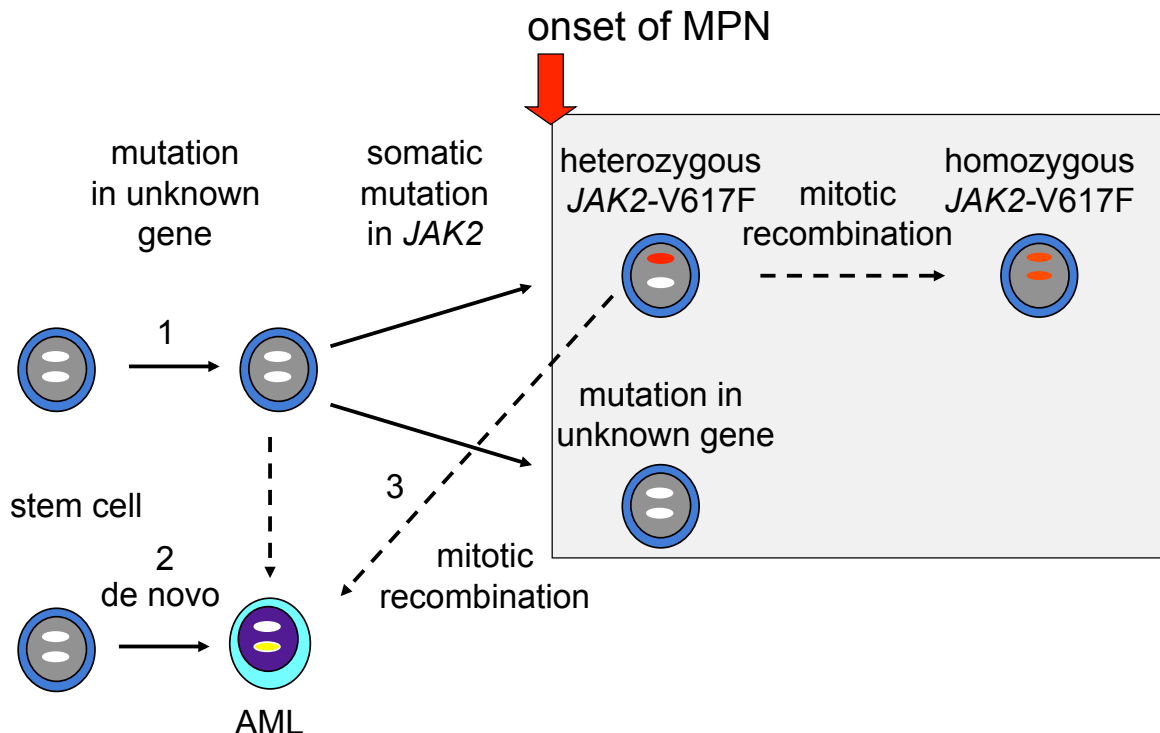 onset of MPN
mutation
in unknown
gene
somatic
mutation
in JAK2
heterozygous
JAK2-V617F
mitotic
recombination
homozygous
JAK2-V617F
1
mutation in
unknown gene
3
stem cell
2
de novo
mitotic
recombination
AML